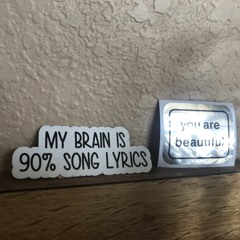 MY BRAIN IS
90% SONG LYRICS
you are
beautiful